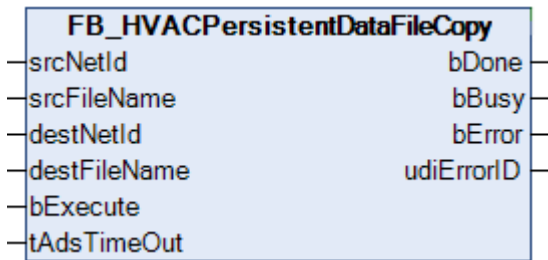 FB_HVACPersistentDataFileCopy
srcNetId bDone
srcFileName bBusy
destNetId bError
destFileName udiErrorID
bExecute
tAdsTimeOut